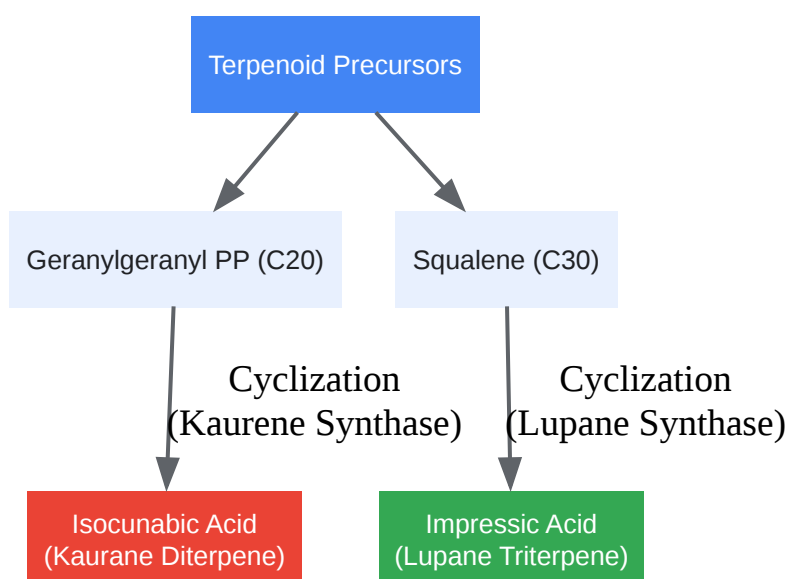 Terpenoid Precursors
Geranylgeranyl PP (C20)
Squalene (C30)
Cyclization
(Kaurene Synthase)
Cyclization
(Lupane Synthase)
Isocunabic Acid
(Kaurane Diterpene)
Impressic Acid
(Lupane Triterpene)